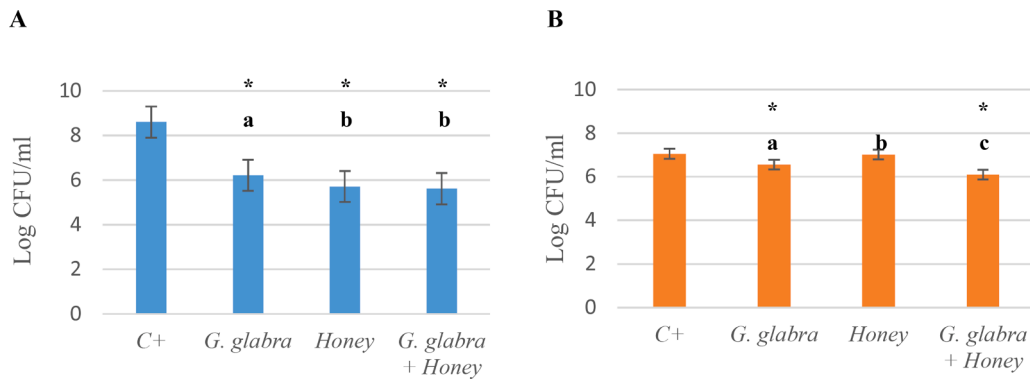 A
Log CFU/ml
10
8
6
4
2
0
* * *
a b b
C+ G. glabra Honey G. glabra
+ Honey
B
Log CFU/ml
10
8
6
4
2
0
* *
a b c
C+ G. glabra Honey G. glabra
+ Honey